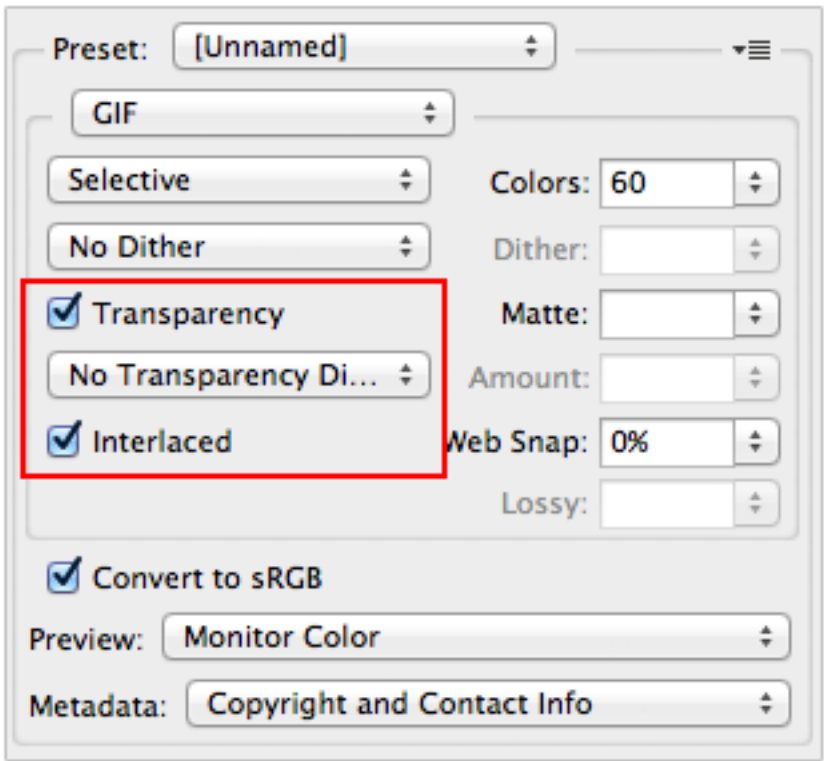 Preset: [Unnamed]
GIF
Selective Colors: 60
No Dither Dither:
Transparency Matte:
No Transparency Di... Amount:
Interlaced Web Snap: 0%
Lossy:
Convert to sRGB
Preview: Monitor Color
Metadata: Copyright and Contact Info